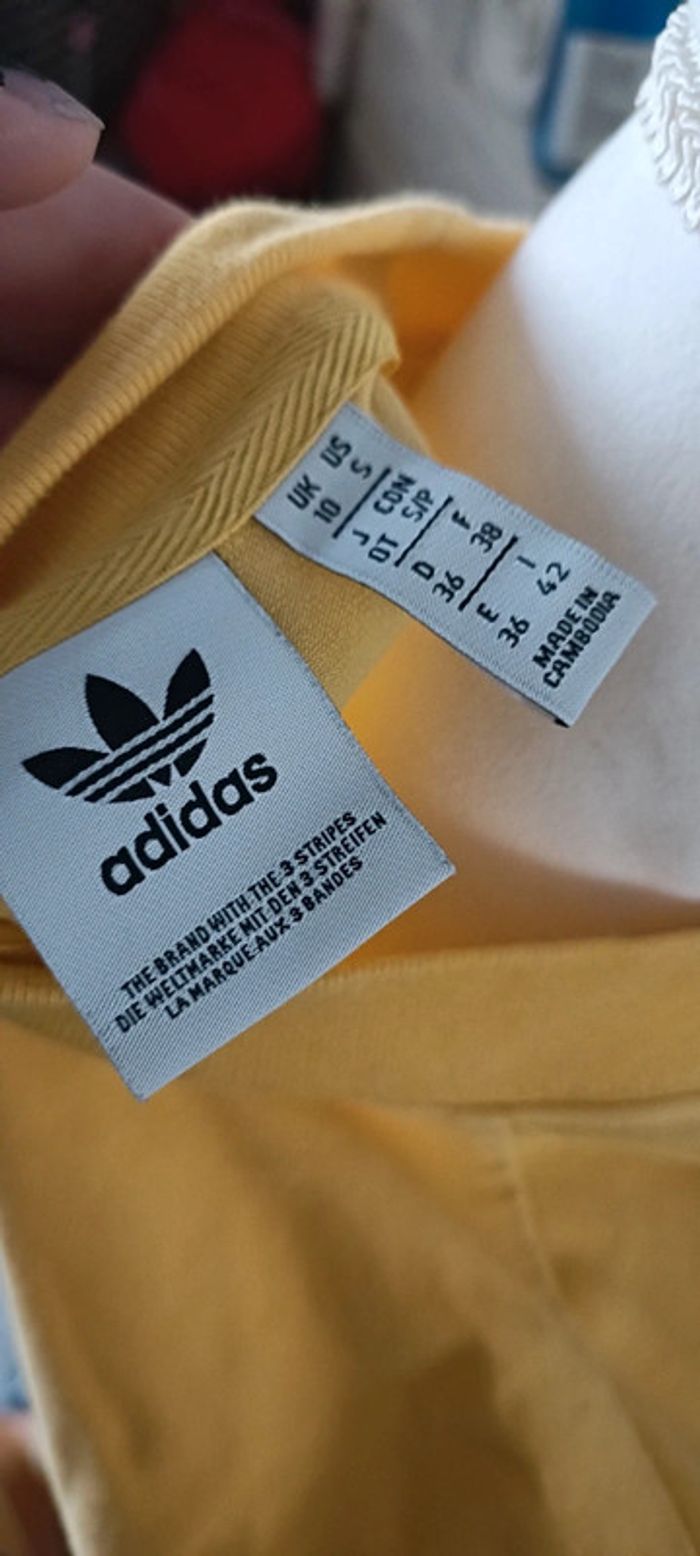 UK US
10 S
J CDN
OT S/P
D F
36 38
E I
36 42
MADE IN
CAMBODIA
adidas
THE BRAND WITH THE 3 STRIPES
DIE WELTMARKE MIT DEN 3 STREIFEN
LA MARQUE AUX 3 BANDES